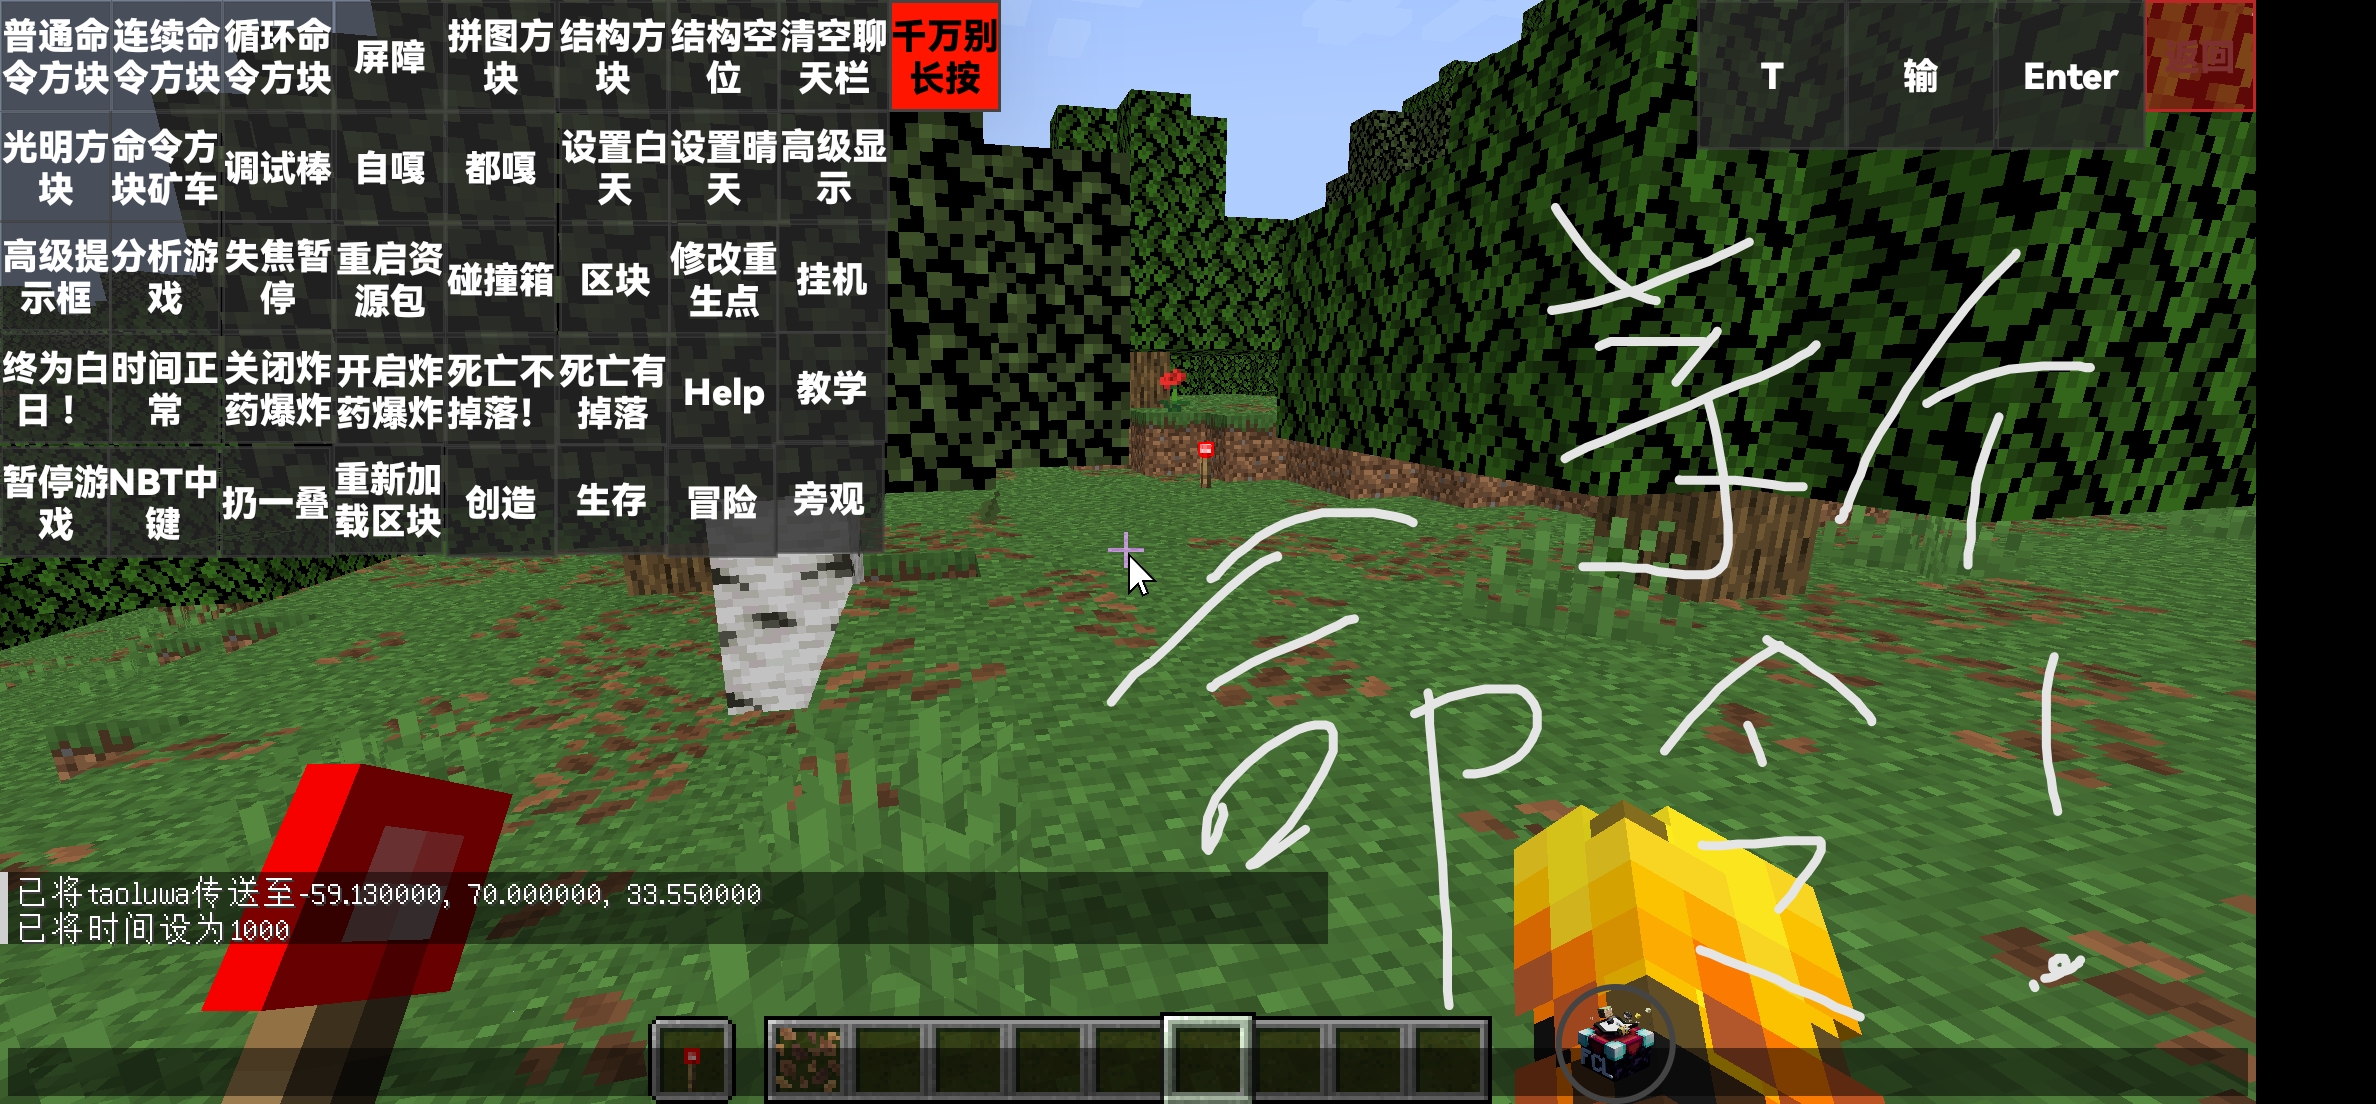 普通命令方块 连续命令方块 循环命令方块 屏障 拼图方块 结构方块 结构空位 清空聊天栏 千万别长按 T 输 Enter 返回
光明方块 命令方块矿车 调试棒 自嘎 都嘎 设置白天 设置晴天 高级显示
高级提示框 分析游戏 失焦暂停 重启资源包 碰撞箱 区块 修改重生点 挂机
终为白日！ 时间正常 关闭炸药爆炸 开启炸药爆炸 死亡不掉落！ 死亡有掉落 Help 教学
暂停游戏 NBT中键 扔一叠 重新加载区块 创造 生存 冒险 旁观
已将taoluwa传送至-59.130000, 70.000000, 33.550000
已将时间设为1000
FCL